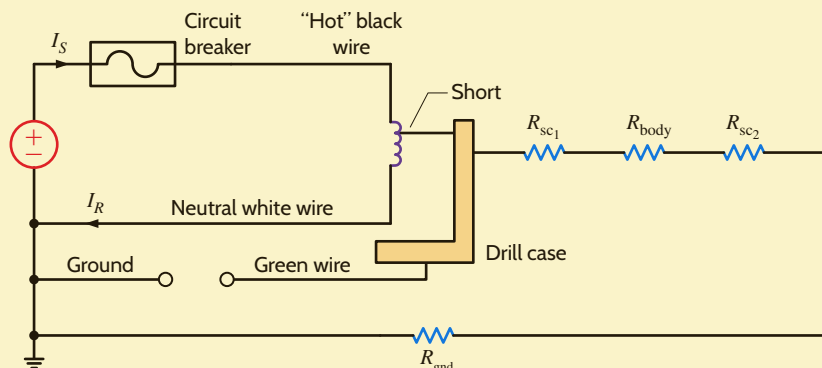 Circuit
breaker
"Hot" black
wire
I_S
Short
+
−
R_sc1
R_body
R_sc2
I_R
Neutral white wire
Drill case
Ground
Green wire
R_gnd